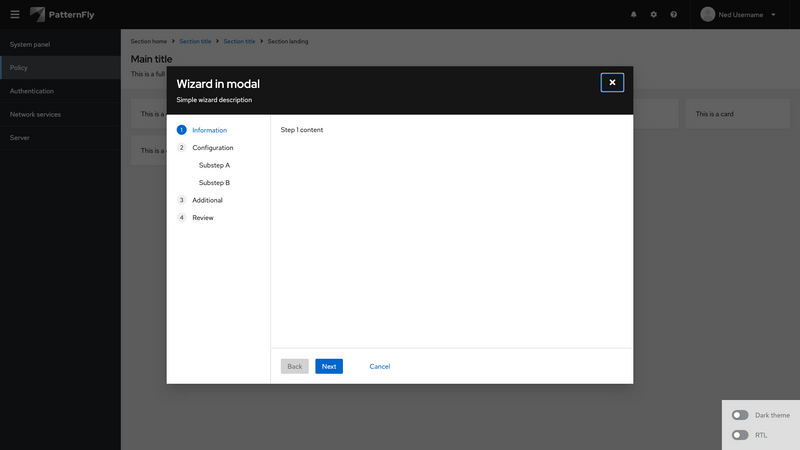 PatternFly
Ned Username
System panel
Policy
Authentication
Network services
Server
Section home
Section title
Section title
Section landing
Main title
This is a full
This is a
This is a card
This is a
Wizard in modal
Simple wizard description
1 Information
2 Configuration
Substep A
Substep B
3 Additional
4 Review
Step 1 content
Back
Next
Cancel
Dark theme
RTL